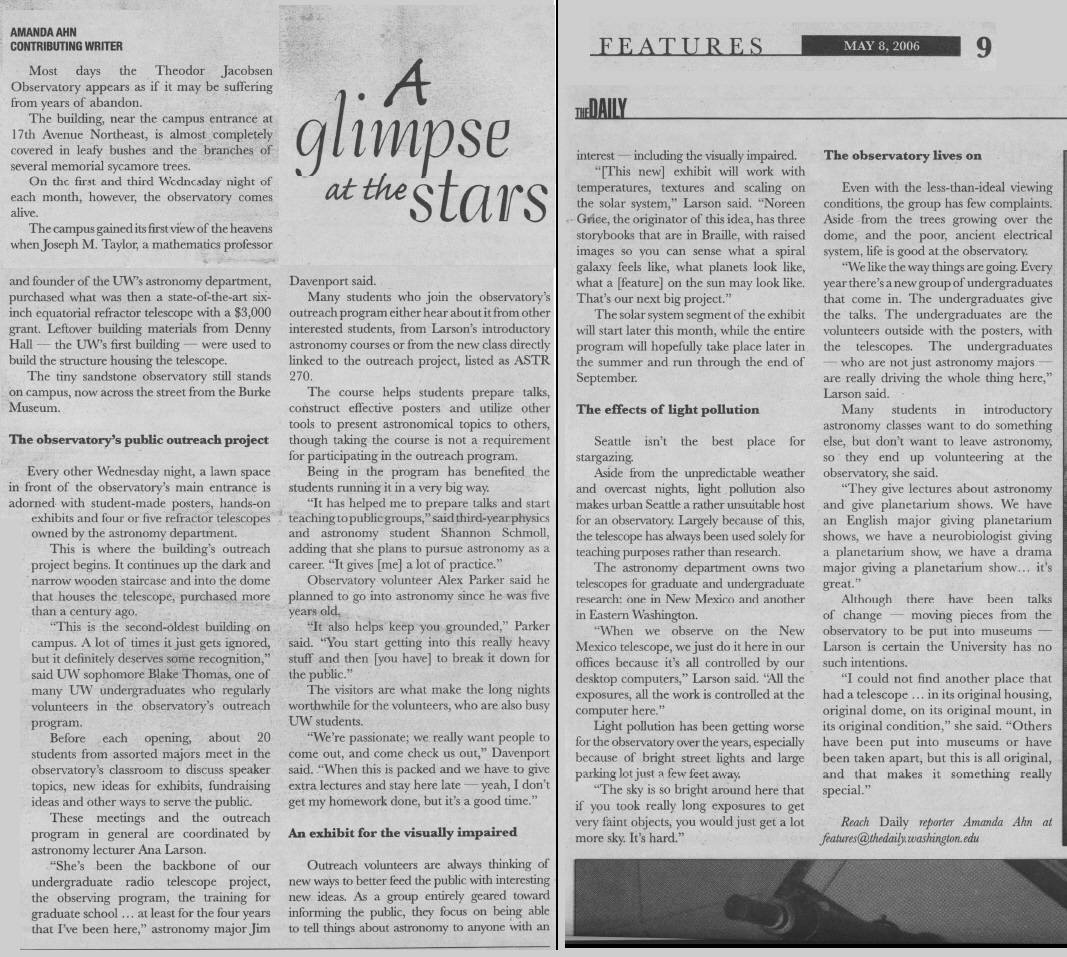 AMANDA AHN
CONTRIBUTING WRITER
Most days the Theodor Jacobsen
Observatory appears as if it may be suffering
from years of abandon.
The building, near the campus entrance at
17th Avenue Northeast, is almost completely
covered in leafy bushes and the branches of
several memorial sycamore trees.
On the first and third Wednesday night of
each month, however, the observatory comes
alive.
The campus gained its first view of the heavens
when Joseph M. Taylor, a mathematics professor
A
glimpse
at the stars
and founder of the UW's astronomy department,
purchased what was then a state-of-the-art six-
inch equatorial refractor telescope with a $3,000
grant. Leftover building materials from Denny
Hall — the UW's first building — were used to
build the structure housing the telescope.
The tiny sandstone observatory still stands
on campus, now across the street from the Burke
Museum.
The observatory's public outreach project
Every other Wednesday night, a lawn space
in front of the observatory's main entrance is
adorned with student-made posters, hands-on
exhibits and four or five refractor telescopes
owned by the astronomy department.
This is where the building's outreach
project begins. It continues up the dark and
narrow wooden staircase and into the dome
that houses the telescope, purchased more
than a century ago.
"This is the second-oldest building on
campus. A lot of times it just gets ignored,
but it definitely deserves some recognition,"
said UW sophomore Blake Thomas, one of
many UW undergraduates who regularly
volunteers in the observatory's outreach
program.
Before each opening, about 20
students from assorted majors meet in the
observatory's classroom to discuss speaker
topics, new ideas for exhibits, fundraising
ideas and other ways to serve the public.
These meetings and the outreach
program in general are coordinated by
astronomy lecturer Ana Larson.
"She's been the backbone of our
undergraduate radio telescope project,
the observing program, the training for
graduate school ... at least for the four years
that I've been here," astronomy major Jim
Davenport said.
Many students who join the observatory's
outreach program either hear about it from other
interested students, from Larson's introductory
astronomy courses or from the new class directly
linked to the outreach project, listed as ASTR
270.
The course helps students prepare talks,
construct effective posters and utilize other
tools to present astronomical topics to others,
though taking the course is not a requirement
for participating in the outreach program.
Being in the program has benefited the
students running it in a very big way.
"It has helped me to prepare talks and start
teaching to public groups," said third-year physics
and astronomy student Shannon Schmoll,
adding that she plans to pursue astronomy as a
career. "It gives [me] a lot of practice."
Observatory volunteer Alex Parker said he
planned to go into astronomy since he was five
years old.
"It also helps keep you grounded," Parker
said. "You start getting into this really heavy
stuff and then [you have] to break it down for
the public."
The visitors are what make the long nights
worthwhile for the volunteers, who are also busy
UW students.
"We're passionate; we really want people to
come out, and come check us out," Davenport
said. "When this is packed and we have to give
extra lectures and stay here late — yeah, I don't
get my homework done, but it's a good time."
An exhibit for the visually impaired
Outreach volunteers are always thinking of
new ways to better feed the public with interesting
new ideas. As a group entirely geared toward
informing the public, they focus on being able
to tell things about astronomy to anyone with an
FEATURES
MAY 8, 2006
9
THE DAILY
interest — including the visually impaired.
"[This new] exhibit will work with
temperatures, textures and scaling on
the solar system," Larson said. "Noreen
Grice, the originator of this idea, has three
storybooks that are in Braille, with raised
images so you can sense what a spiral
galaxy feels like, what planets look like,
what a [feature] on the sun may look like.
That's our next big project."
The solar system segment of the exhibit
will start later this month, while the entire
program will hopefully take place later in
the summer and run through the end of
September.
The effects of light pollution
Seattle isn't the best place for
stargazing.
Aside from the unpredictable weather
and overcast nights, light pollution also
makes urban Seattle a rather unsuitable host
for an observatory. Largely because of this,
the telescope has always been used solely for
teaching purposes rather than research.
The astronomy department owns two
telescopes for graduate and undergraduate
research: one in New Mexico and another
in Eastern Washington.
"When we observe on the New
Mexico telescope, we just do it here in our
offices because it's all controlled by our
desktop computers," Larson said. "All the
exposures, all the work is controlled at the
computer here."
Light pollution has been getting worse
for the observatory over the years, especially
because of bright street lights and large
parking lot just a few feet away.
"The sky is so bright around here that
if you took really long exposures to get
very faint objects, you would just get a lot
more sky. It's hard."
The observatory lives on
Even with the less-than-ideal viewing
conditions, the group has few complaints.
Aside from the trees growing over the
dome, and the poor, ancient electrical
system, life is good at the observatory.
"We like the way things are going. Every
year there's a new group of undergraduates
that come in. The undergraduates give
the talks. The undergraduates are the
volunteers outside with the posters, with
the telescopes. The undergraduates
— who are not just astronomy majors —
are really driving the whole thing here,"
Larson said.
Many students in introductory
astronomy classes want to do something
else, but don't want to leave astronomy,
so they end up volunteering at the
observatory, she said.
"They give lectures about astronomy
and give planetarium shows. We have
an English major giving planetarium
shows, we have a neurobiologist giving
a planetarium show, we have a drama
major giving a planetarium show... it's
great."
Although there have been talks
of change — moving pieces from the
observatory to be put into museums —
Larson is certain the University has no
such intentions.
"I could not find another place that
had a telescope ... in its original housing,
original dome, on its original mount, in
its original condition," she said. "Others
have been put into museums or have
been taken apart, but this is all original,
and that makes it something really
special."
Reach Daily reporter Amanda Ahn at
features@thedaily.washington.edu